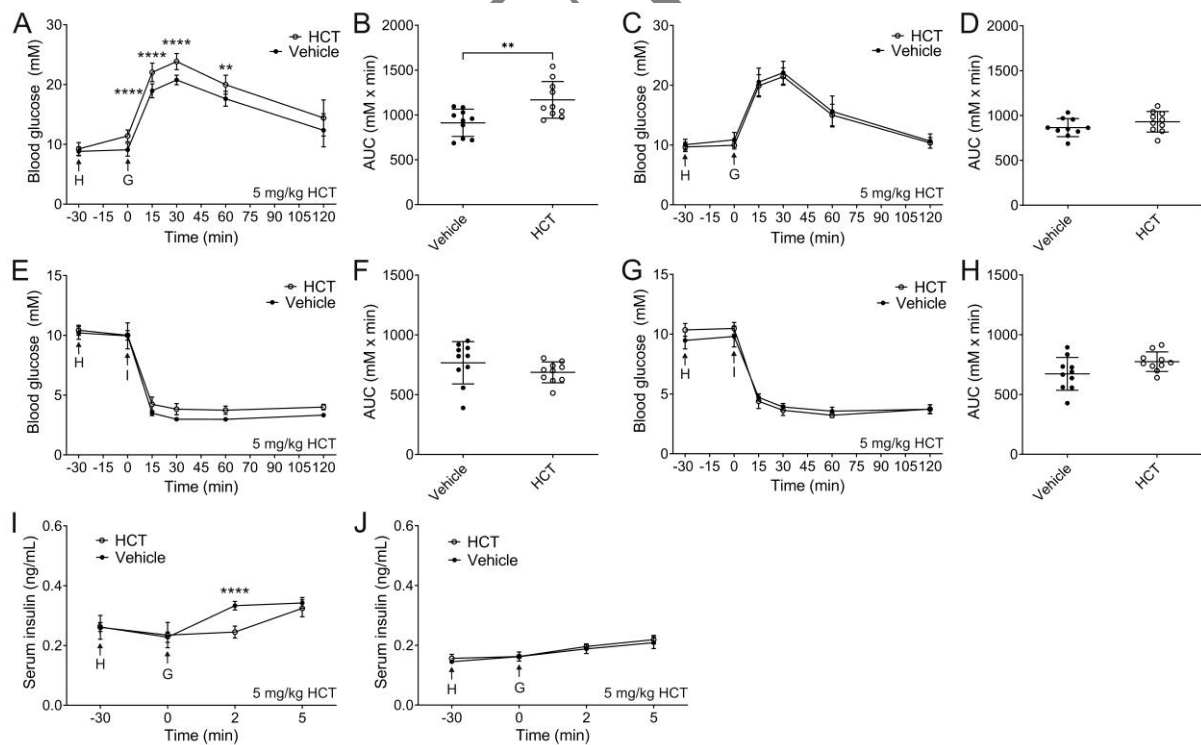 A
Blood glucose (mM)
30
20
10
0
HCT
Vehicle
****
****
****
**
H
G
5 mg/kg HCT
-30 -15 0 15 30 45 60 75 90 105 120
Time (min)
B
AUC (mM x min)
2000
1500
1000
500
0
**
Vehicle
HCT
C
Blood glucose (mM)
30
20
10
0
HCT
Vehicle
H
G
5 mg/kg HCT
-30 -15 0 15 30 45 60 75 90 105 120
Time (min)
D
AUC (mM x min)
2000
1500
1000
500
0
Vehicle
HCT
E
Blood glucose (mM)
15
10
5
0
HCT
Vehicle
H
I
5 mg/kg HCT
-30 -15 0 15 30 45 60 75 90 105 120
Time (min)
F
AUC (mM x min)
1500
1000
500
0
Vehicle
HCT
G
Blood glucose (mM)
15
10
5
0
HCT
Vehicle
H
I
5 mg/kg HCT
-30 -15 0 15 30 45 60 75 90 105 120
Time (min)
H
AUC (mM x min)
1500
1000
500
0
Vehicle
HCT
I
Serum insulin (ng/mL)
0.6
0.4
0.2
0.0
HCT
Vehicle
****
H
G
5 mg/kg HCT
-30 0 2 5
Time (min)
J
Serum insulin (ng/mL)
0.6
0.4
0.2
0.0
HCT
Vehicle
H
G
5 mg/kg HCT
-30 0 2 5
Time (min)